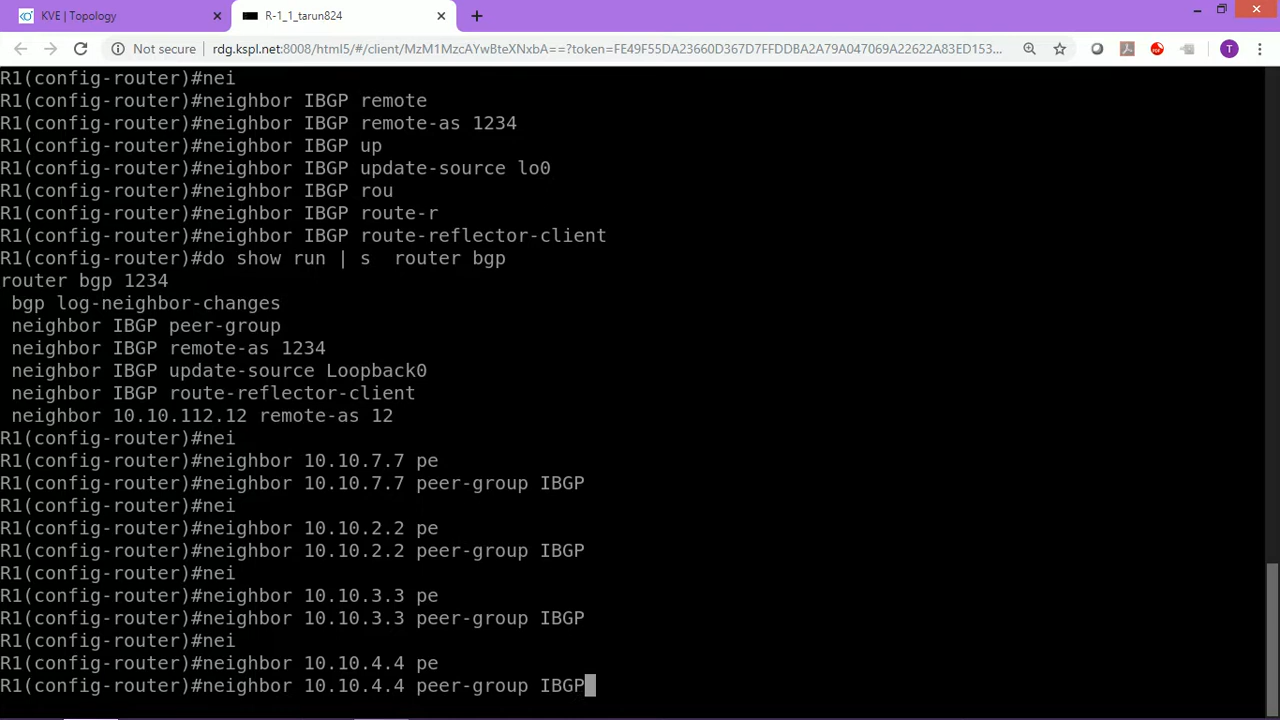 KVE | Topology
R-1_1_tarun824
Not secure
rdg.kspl.net:8008/html5/#/client/MzM1MzcAYwBteXNxbA==?token=FE49F55DA23660D367D7FFDDBA2A79A047069A22622A83ED153...
T
R1(config-router)#nei
R1(config-router)#neighbor IBGP remote
R1(config-router)#neighbor IBGP remote-as 1234
R1(config-router)#neighbor IBGP up
R1(config-router)#neighbor IBGP update-source lo0
R1(config-router)#neighbor IBGP rou
R1(config-router)#neighbor IBGP route-r
R1(config-router)#neighbor IBGP route-reflector-client
R1(config-router)#do show run | s  router bgp
router bgp 1234
 bgp log-neighbor-changes
 neighbor IBGP peer-group
 neighbor IBGP remote-as 1234
 neighbor IBGP update-source Loopback0
 neighbor IBGP route-reflector-client
 neighbor 10.10.112.12 remote-as 12
R1(config-router)#nei
R1(config-router)#neighbor 10.10.7.7 pe
R1(config-router)#neighbor 10.10.7.7 peer-group IBGP
R1(config-router)#nei
R1(config-router)#neighbor 10.10.2.2 pe
R1(config-router)#neighbor 10.10.2.2 peer-group IBGP
R1(config-router)#nei
R1(config-router)#neighbor 10.10.3.3 pe
R1(config-router)#neighbor 10.10.3.3 peer-group IBGP
R1(config-router)#nei
R1(config-router)#neighbor 10.10.4.4 pe
R1(config-router)#neighbor 10.10.4.4 peer-group IBGP